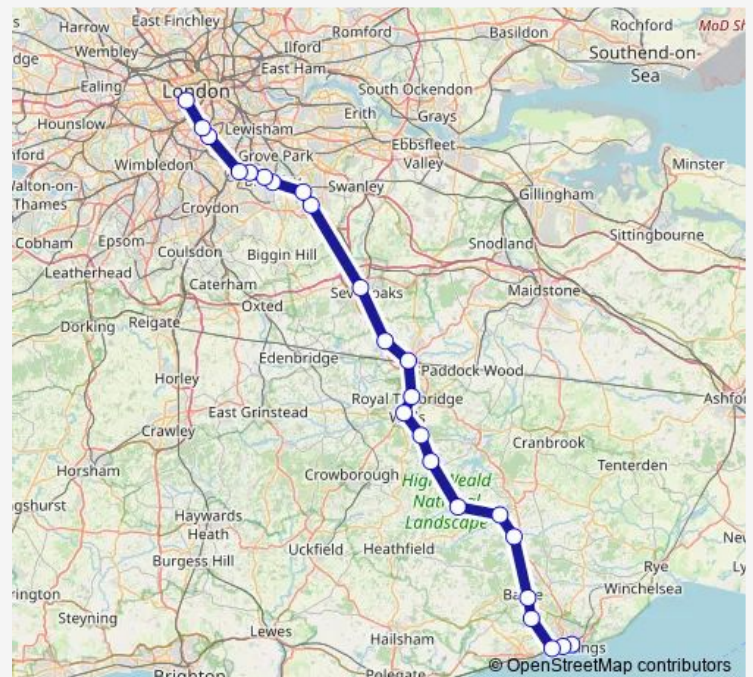 East Finchley
Harrow
Romford
Basildon
Rochford
Wembley
Ilford
Southend-on-
Sea
East Ham
Ealing
London
South Ockendon
Hounslow
Erith
Grays
Lewisham
Ebbsfleet
Valley
Wimbledon
Grove Park
Minster
Swanley
Thames
Gillingham
Croydon
Cobham
Epsom
Snodland
Sittingbourne
Coulsdon
Biggin Hill
Leatherhead
Caterham
Maidstone
Oxted
Dorking
Reigate
Edenbridge
Paddock Wood
Horley
Royal
East Grinstead
Crawley
Cranbrook
Tenterden
Horsham
Crowborough
Landscape
Haywards
Heath
Uckfield
Heathfield
Burgess Hill
Rye
Winchelsea
Steyning
Lewes
Hailsham
© OpenStreetMap contributors